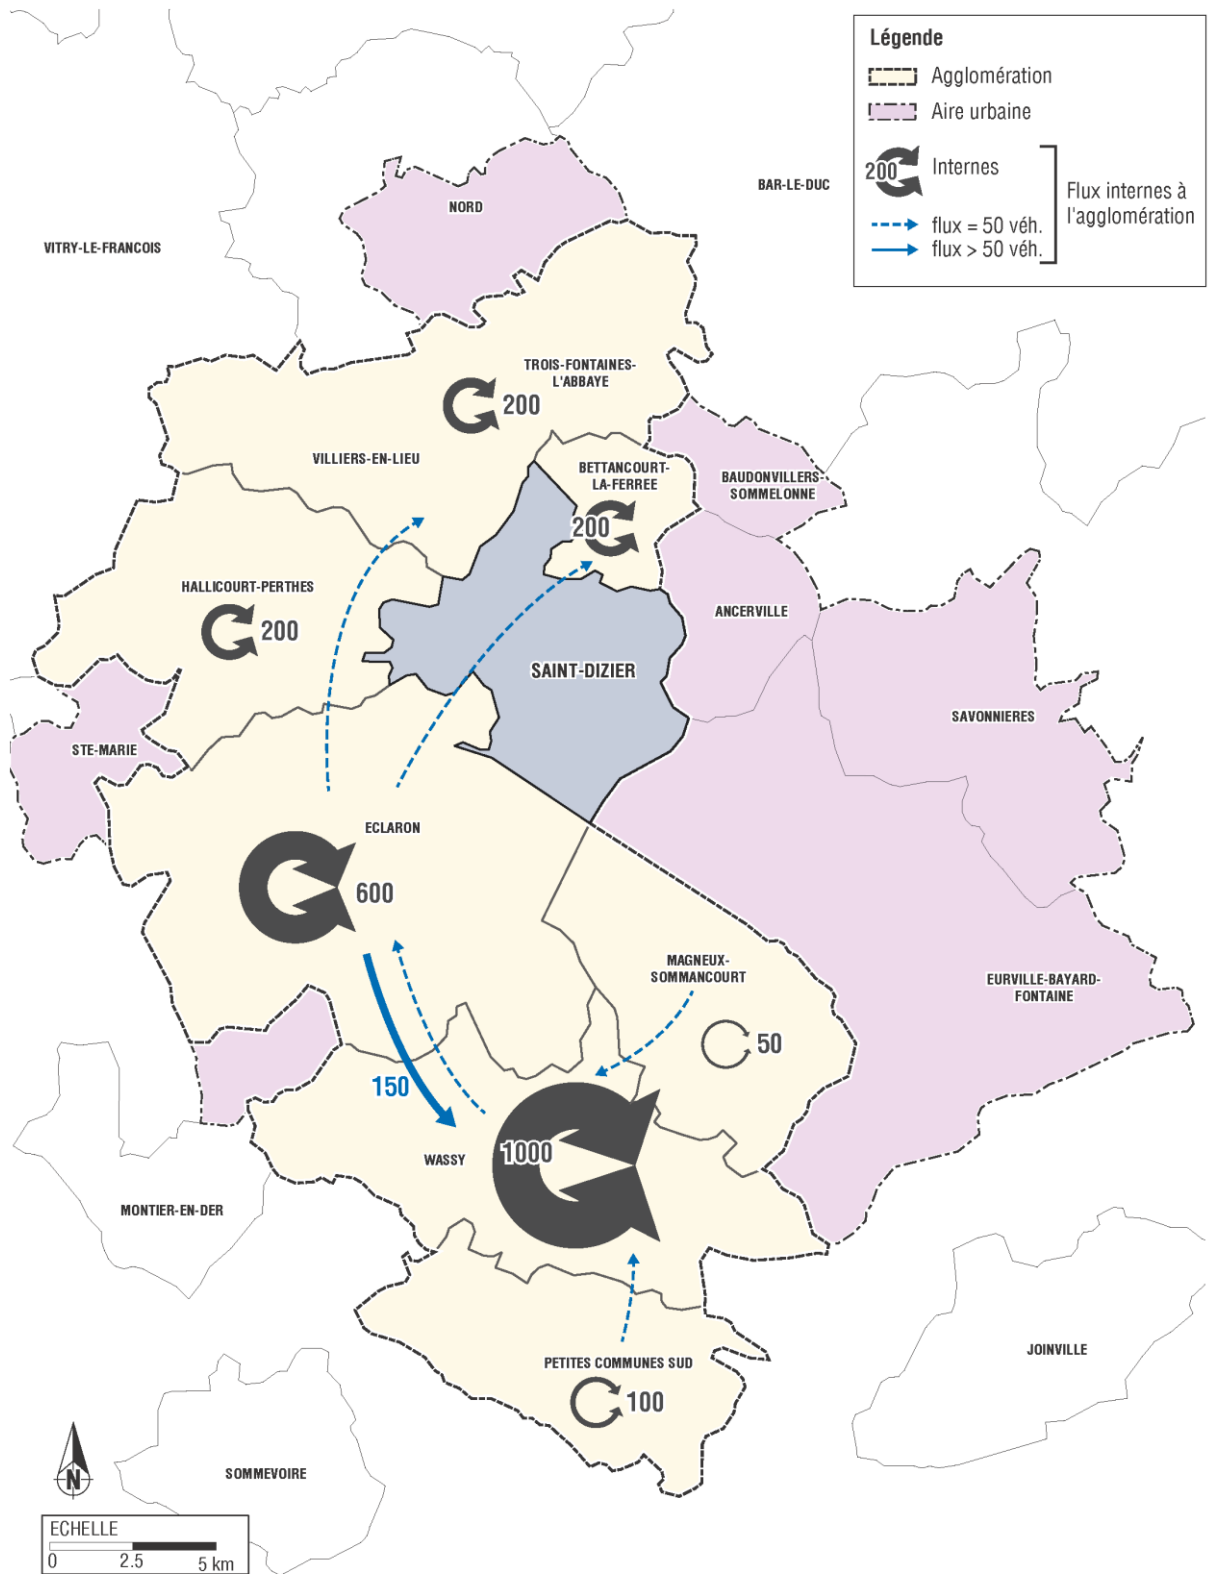 Légende
Agglomération
Aire urbaine
200
Internes
flux = 50 véh.
flux > 50 véh.
Flux internes à
l'agglomération
BAR-LE-DUC
NORD
VITRY-LE-FRANCOIS
TROIS-FONTAINES-
L'ABBAYE
200
VILLIERS-EN-LIEU
BETTANCOURT-
LA-FERREE
200
BAUDONVILLERS-
SOMMELONNE
HALLICOURT-PERTHES
200
ANCERVILLE
SAINT-DIZIER
SAVONNIERES
STE-MARIE
ECLARON
600
MAGNEUX-
SOMMANCOURT
50
EURVILLE-BAYARD-
FONTAINE
150
WASSY
1000
MONTIER-EN-DER
PETITES COMMUNES SUD
100
JOINVILLE
SOMMEVOIRE
N
ECHELLE
0 2.5 5 km